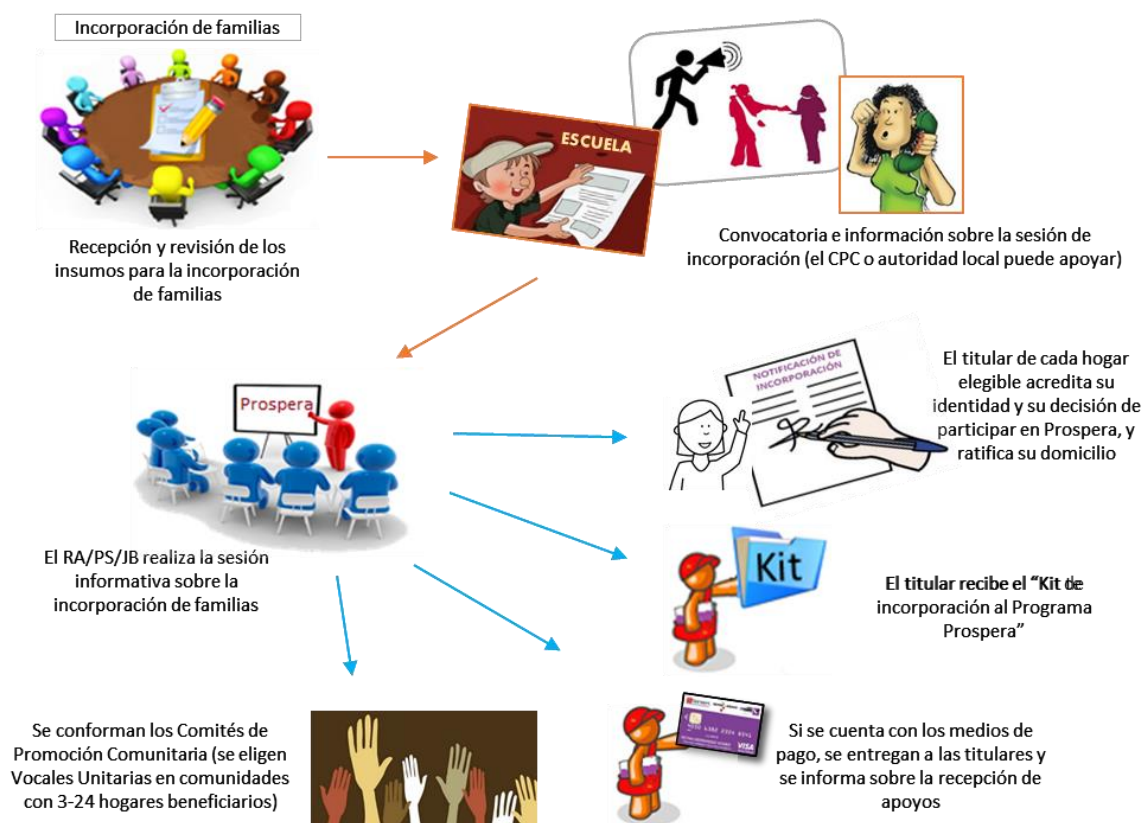 Incorporación de familias
ESCUELA
Recepción y revisión de los
insumos para la incorporación
de familias
Convocatoria e información sobre la sesión de
incorporación (el CPC o autoridad local puede apoyar)
Prospera
NOTIFICACIÓN DE
INCORPORACIÓN
El titular de cada hogar
elegible acredita su
identidad y su decisión de
participar en Prospera, y
ratifica su domicilio
El RA/PS/JB realiza la sesión
informativa sobre la
incorporación de familias
Kit
El titular recibe el “Kit de
incorporación al Programa
Prospera”
Se conforman los Comités de
Promoción Comunitaria (se eligen
Vocales Unitarias en comunidades
con 3-24 hogares beneficiarios)
VISA
Si se cuenta con los medios de
pago, se entregan a las titulares y
se informa sobre la recepción de
apoyos